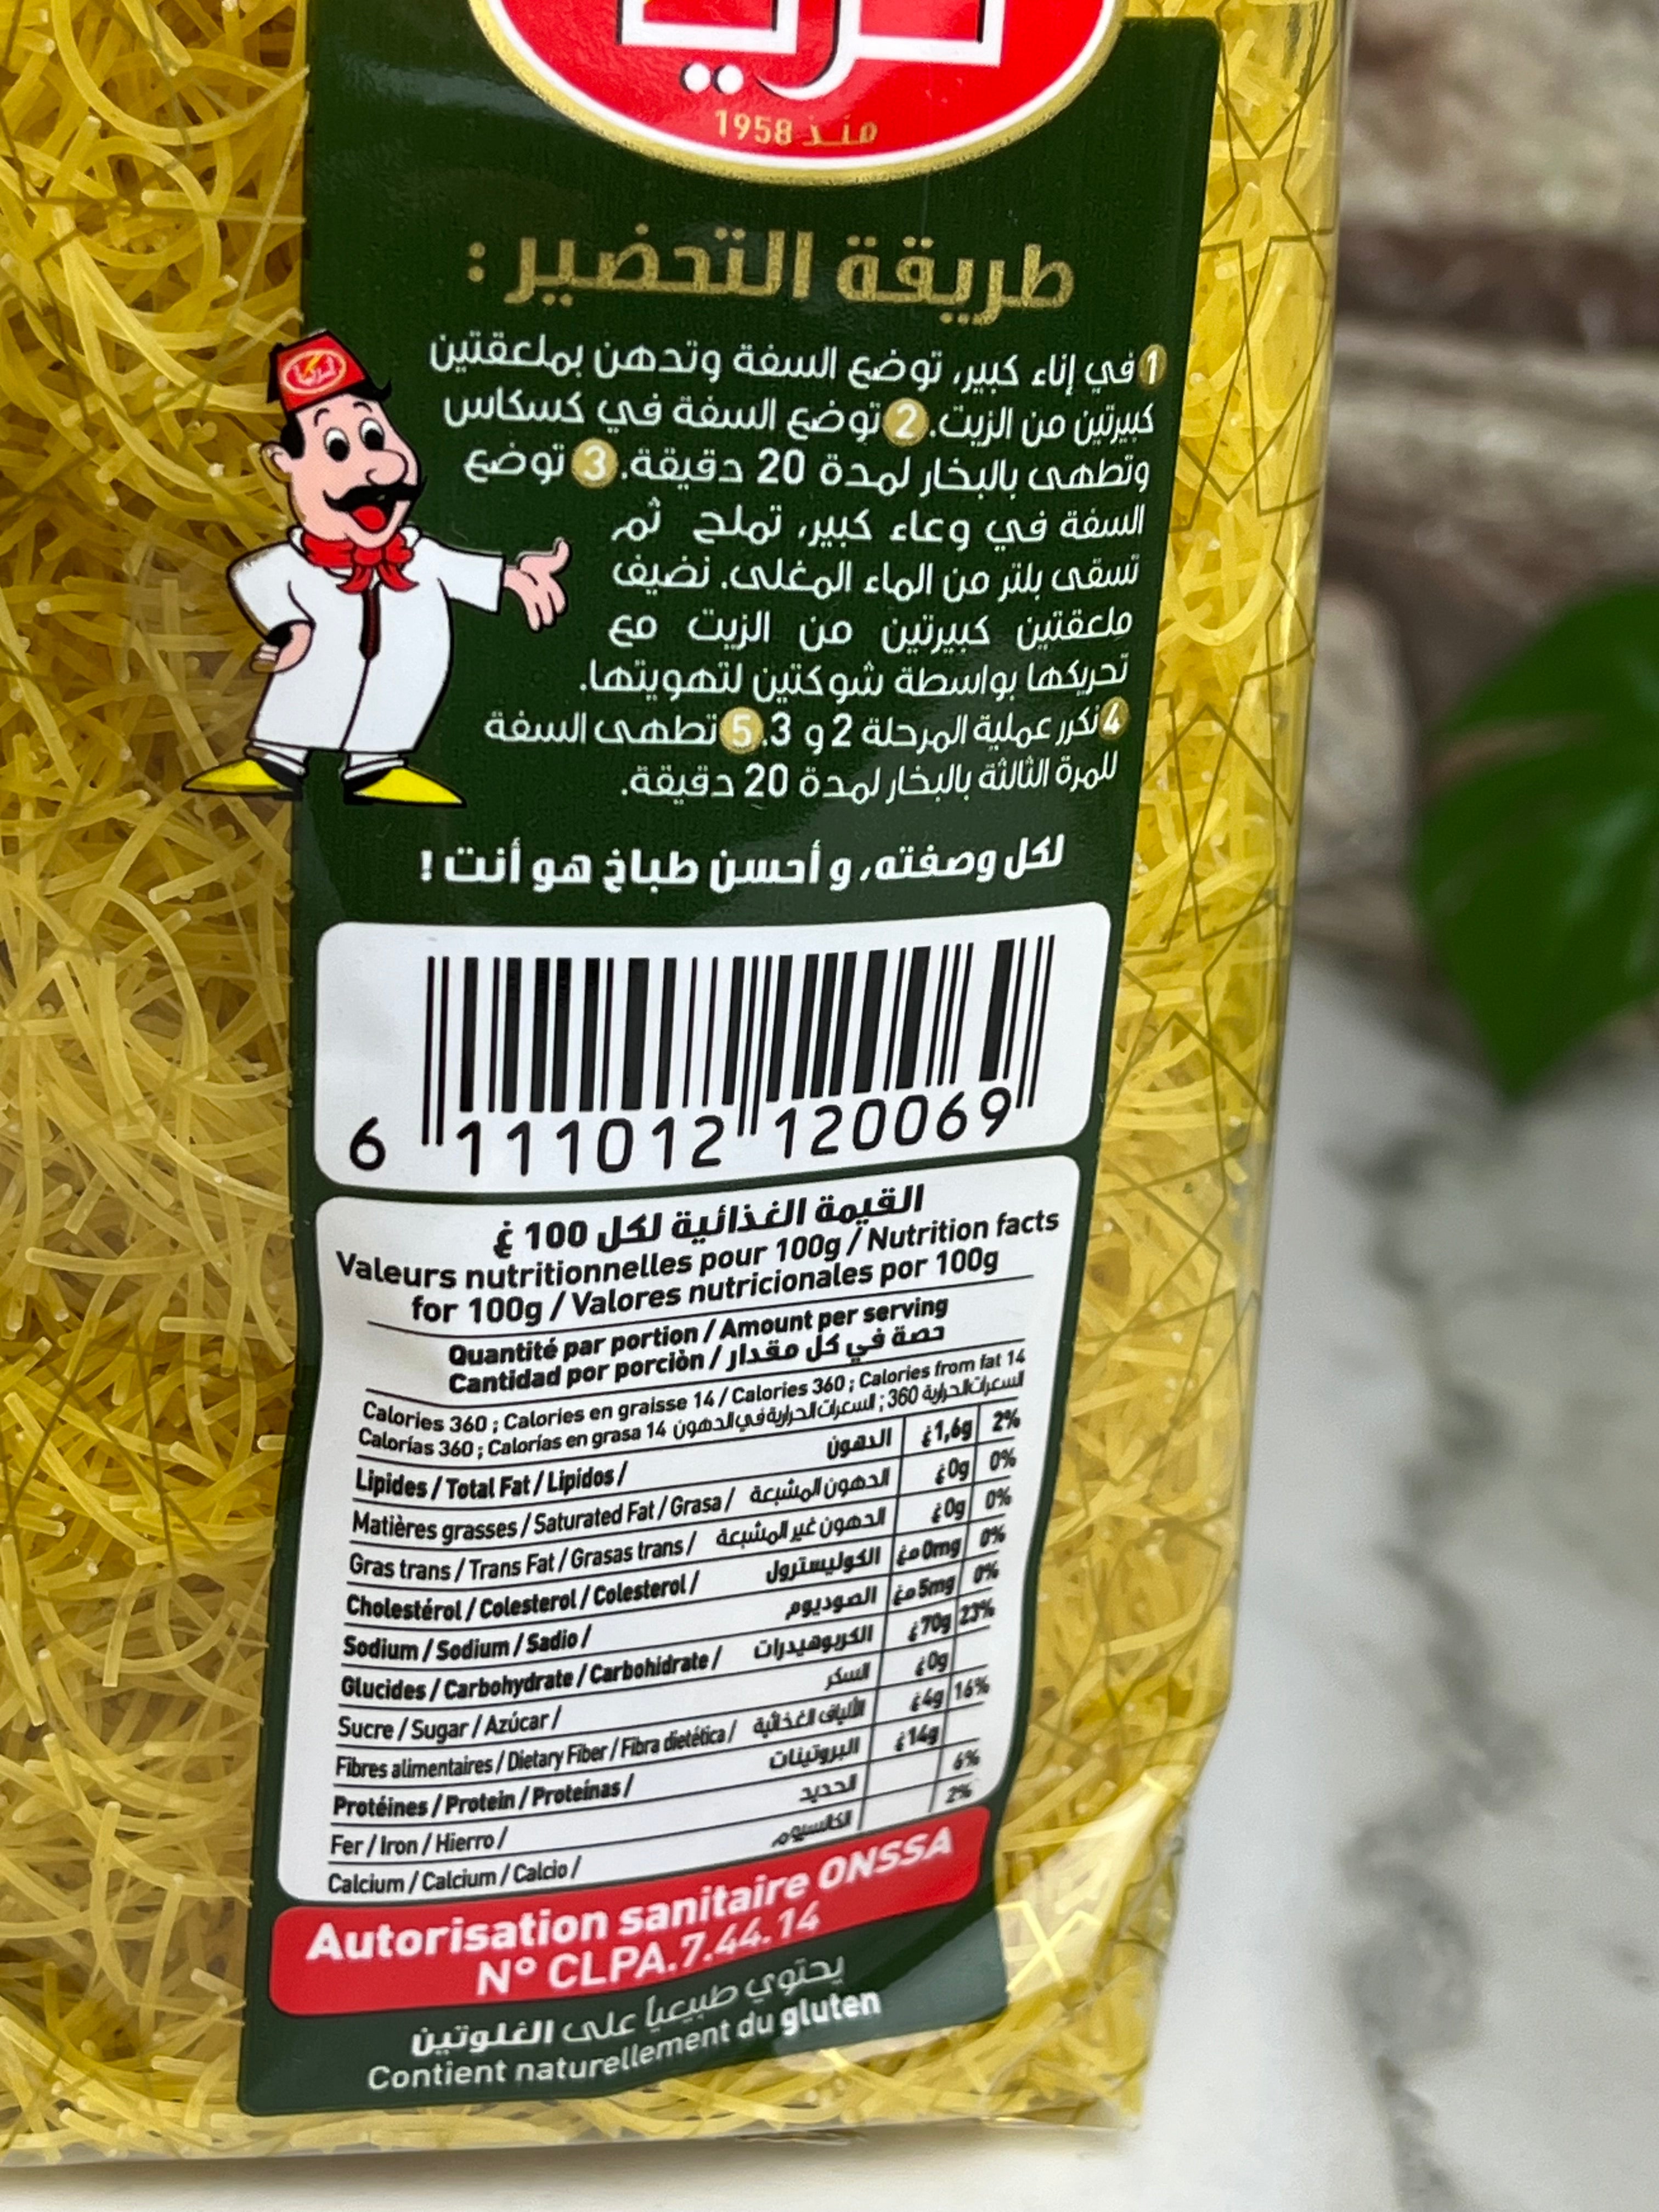 منذ 1958
طريقة التحضير :
1 في إناء كبير، توضع السفة وتدهن بملعقتين
كبيرتين من الزيت. 2 توضع السفة في كسكاس
وتطهى بالبخار لمدة 20 دقيقة. 3 توضع
السفة في وعاء كبير، تملح ثم
تسقى بلتر من الماء المغلى. نضيف
ملعقتين كبيرتين من الزيت مع
تحريكها بواسطة شوكتين لتهويتها.
4 نكرر عملية المرحلة 2 و 3. 5 تطهى السفة
للمرة الثالثة بالبخار لمدة 20 دقيقة.
لكل وصفته، و أحسن طباخ هو أنت !
6 111012 120069
القيمة الغذائية لكل 100 غ
Valeurs nutritionnelles pour 100g / Nutrition facts
for 100g / Valores nutricionales por 100g
Quantité par portion / Amount per serving
Cantidad por porciòn / حصة في كل مقدار
Calories 360 ; Calories en graisse 14 / Calories 360 ; Calories from fat 14
Calorías 360 ; Calorías en grasa 14 السعرات الحرارية 360 ; السعرات الحرارية في الدهون
Lipides / Total Fat / Lipidos / الدهون 1,6g غ 2%
Matières grasses / Saturated Fat / Grasa / الدهون المشبعة 0g غ 0%
Gras trans / Trans Fat / Grasas trans / الدهون غير المشبعة 0g غ 0%
Cholestérol / Colesterol / Colesterol / الكوليسترول 0mg مغ 0%
Sodium / Sodium / Sadio / الصوديوم 5mg مغ 0%
Glucides / Carbohydrate / Carbohidrate / الكربوهيدرات 70g غ 23%
Sucre / Sugar / Azúcar / السكر 0g غ
Fibres alimentaires / Dietary Fiber / Fibra dietética / الألياف الغذائية 4g غ 16%
Protéines / Protein / Proteínas / البروتينات 14g غ
Fer / Iron / Hierro / الحديد 6%
Calcium / Calcium / Calcio / الكالسيوم 2%
Autorisation sanitaire ONSSA
N° CLPA.7.44.14
يحتوي طبيعياً على الغلوتين
Contient naturellement du gluten